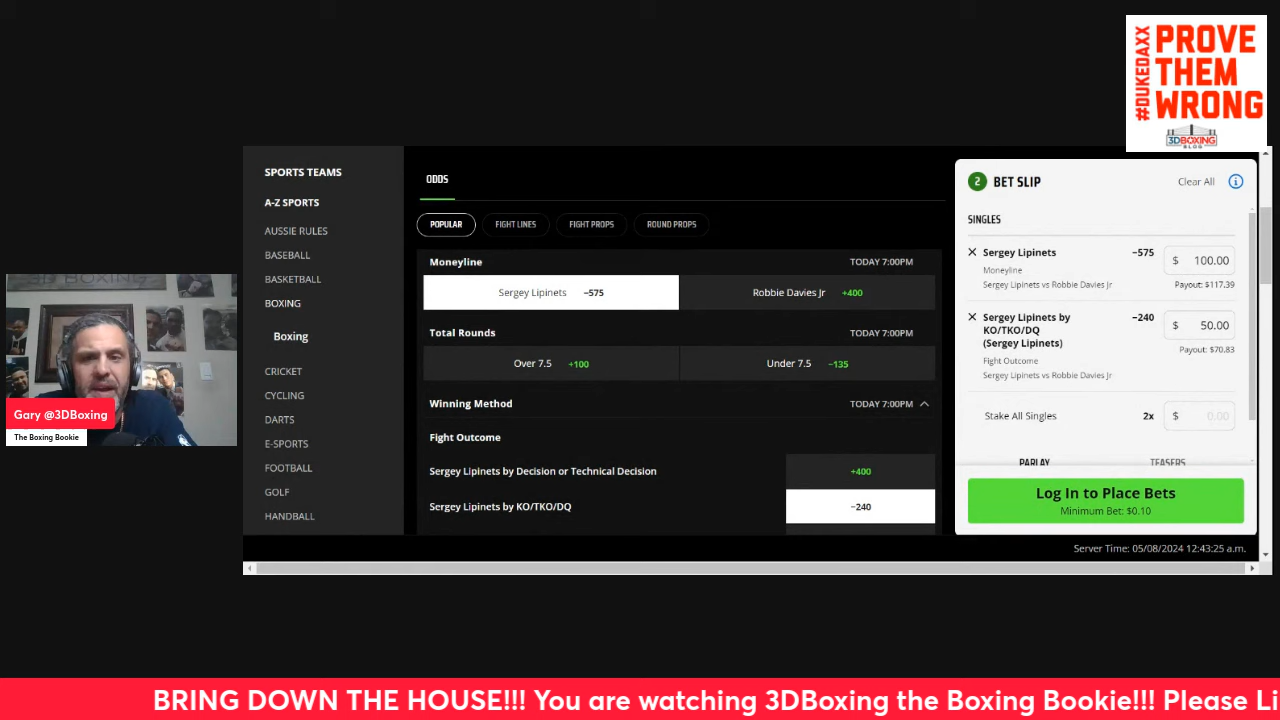 #DUKEDAXX
PROVE
THEM
WRONG
3DBOXING
BLOG
SPORTS TEAMS
A-Z SPORTS
AUSSIE RULES
BASEBALL
BASKETBALL
BOXING
Boxing
CRICKET
CYCLING
DARTS
E-SPORTS
FOOTBALL
GOLF
HANDBALL
ODDS
POPULAR FIGHT LINES FIGHT PROPS ROUND PROPS
Moneyline TODAY 7:00PM
Sergey Lipinets −575 Robbie Davies Jr +400
Total Rounds TODAY 7:00PM
Over 7.5 +100 Under 7.5 −135
Winning Method TODAY 7:00PM
Fight Outcome
Sergey Lipinets by Decision or Technical Decision +400
Sergey Lipinets by KO/TKO/DQ −240
2 BET SLIP Clear All
SINGLES
Sergey Lipinets −575 $ 100.00
Moneyline
Sergey Lipinets vs Robbie Davies Jr Payout: $117.39
Sergey Lipinets by −240 $ 50.00
KO/TKO/DQ
(Sergey Lipinets)
Fight Outcome Payout: $70.83
Sergey Lipinets vs Robbie Davies Jr
Stake All Singles 2x $ 0.00
PARLAY TEASERS
Log In to Place Bets
Minimum Bet: $0.10
Server Time: 05/08/2024 12:43:25 a.m.
3D BOXING
Gary @3DBoxing
The Boxing Bookie
BRING DOWN THE HOUSE!!! You are watching 3DBoxing the Boxing Bookie!!! Please Li